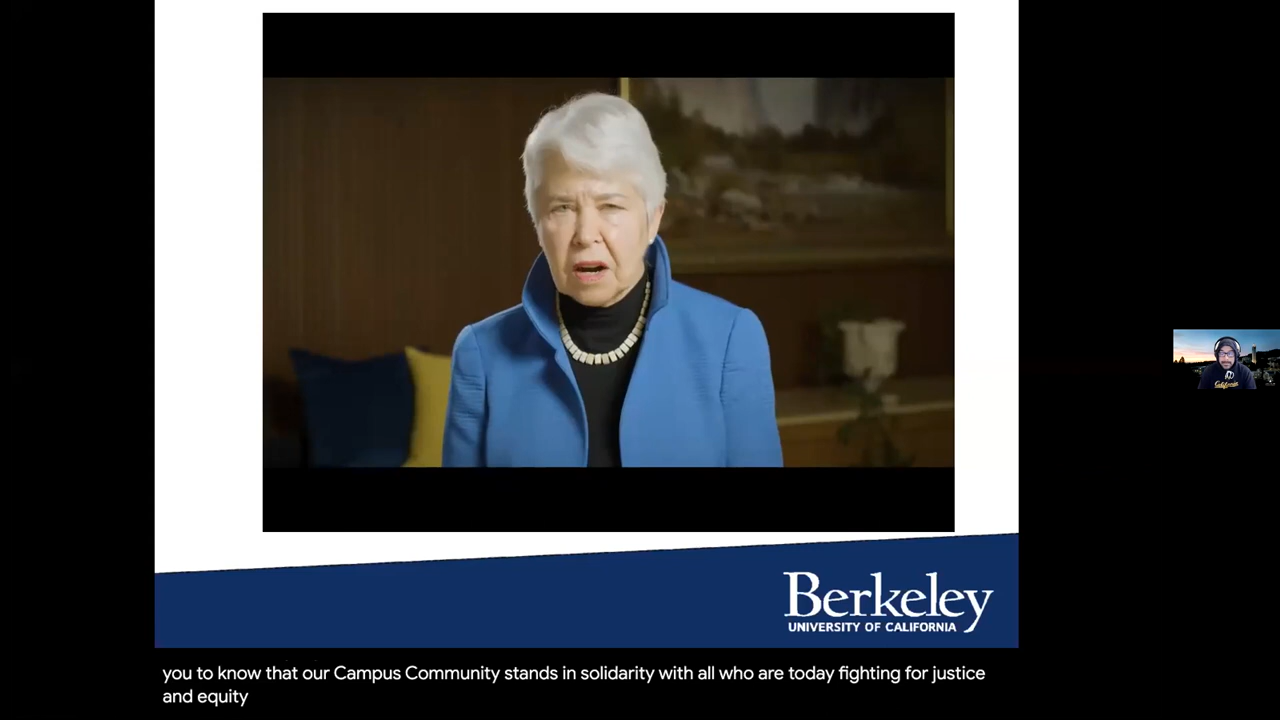 Berkeley
UNIVERSITY OF CALIFORNIA
you to know that our Campus Community stands in solidarity with all who are today fighting for justice
and equity